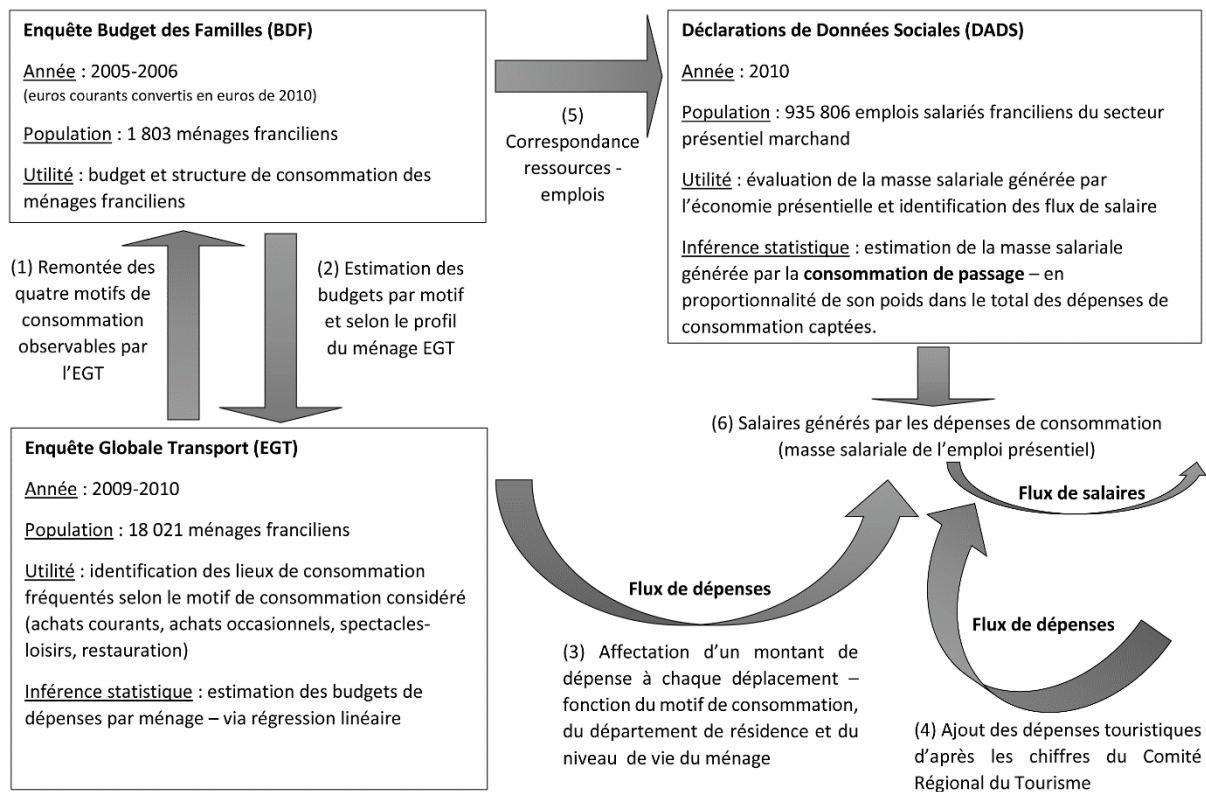 Enquête Budget des Familles (BDF)
Année : 2005-2006
(euros courants convertis en euros de 2010)
Population : 1 803 ménages franciliens
Utilité : budget et structure de consommation des
ménages franciliens
(5)
Correspondance
ressources -
emplois
Déclarations de Données Sociales (DADS)
Année : 2010
Population : 935 806 emplois salariés franciliens du secteur
présentiel marchand
Utilité : évaluation de la masse salariale générée par
l’économie présentielle et identification des flux de salaire
Inférence statistique : estimation de la masse salariale
générée par la consommation de passage – en
proportionnalité de son poids dans le total des dépenses de
consommation captées.
(1) Remontée des
quatre motifs de
consommation
observables par
l’EGT
(2) Estimation des
budgets par motif
et selon le profil
du ménage EGT
Enquête Globale Transport (EGT)
Année : 2009-2010
Population : 18 021 ménages franciliens
Utilité : identification des lieux de consommation
fréquentés selon le motif de consommation considéré
(achats courants, achats occasionnels, spectacles-
loisirs, restauration)
Inférence statistique : estimation des budgets de
dépenses par ménage – via régression linéaire
(6) Salaires générés par les dépenses de consommation
(masse salariale de l’emploi présentiel)
Flux de salaires
Flux de dépenses
Flux de dépenses
(3) Affectation d’un montant de
dépense à chaque déplacement –
fonction du motif de consommation,
du département de résidence et du
niveau de vie du ménage
(4) Ajout des dépenses touristiques
d’après les chiffres du Comité
Régional du Tourisme